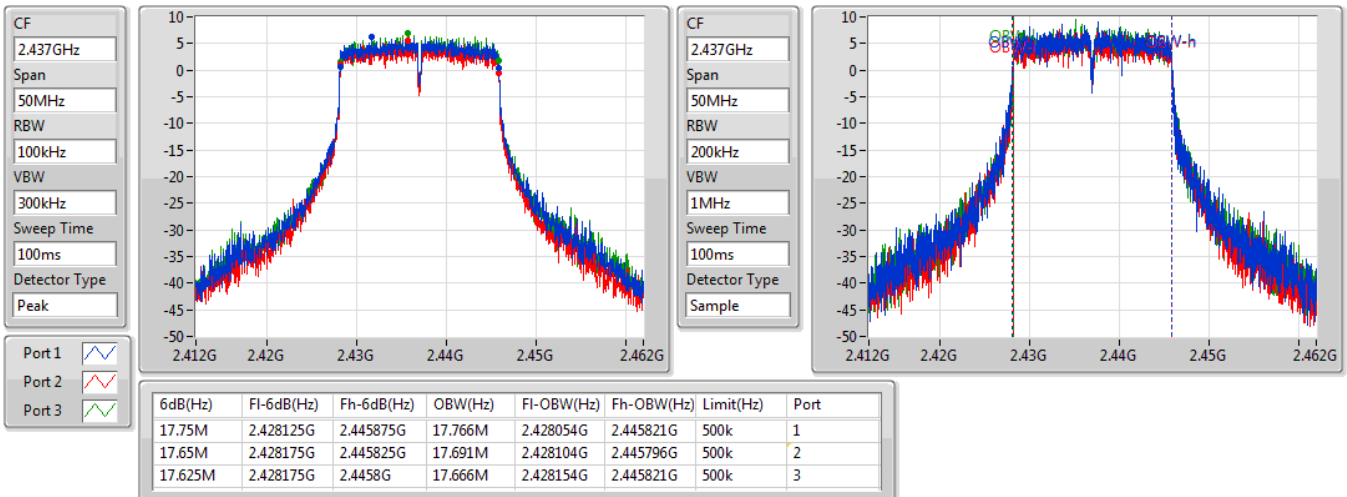 CF
2.437GHz
Span
50MHz
RBW
100kHz
VBW
300kHz
Sweep Time
100ms
Detector Type
Peak
10
5
0
-5
-10
-15
-20
-25
-30
-35
-40
-45
-50
2.412G 2.42G 2.43G 2.44G 2.45G 2.462G
CF
2.437GHz
Span
50MHz
RBW
200kHz
VBW
1MHz
Sweep Time
100ms
Detector Type
Sample
10
5
0
-5
-10
-15
-20
-25
-30
-35
-40
-45
-50
2.412G 2.42G 2.43G 2.44G 2.45G 2.462G
Port 1
Port 2
Port 3
6dB(Hz) Fl-6dB(Hz) Fh-6dB(Hz) OBW(Hz) Fl-OBW(Hz) Fh-OBW(Hz) Limit(Hz) Port
17.75M 2.428125G 2.445875G 17.766M 2.428054G 2.445821G 500k 1
17.65M 2.428175G 2.445825G 17.691M 2.428104G 2.445796G 500k 2
17.625M 2.428175G 2.4458G 17.666M 2.428154G 2.445821G 500k 3